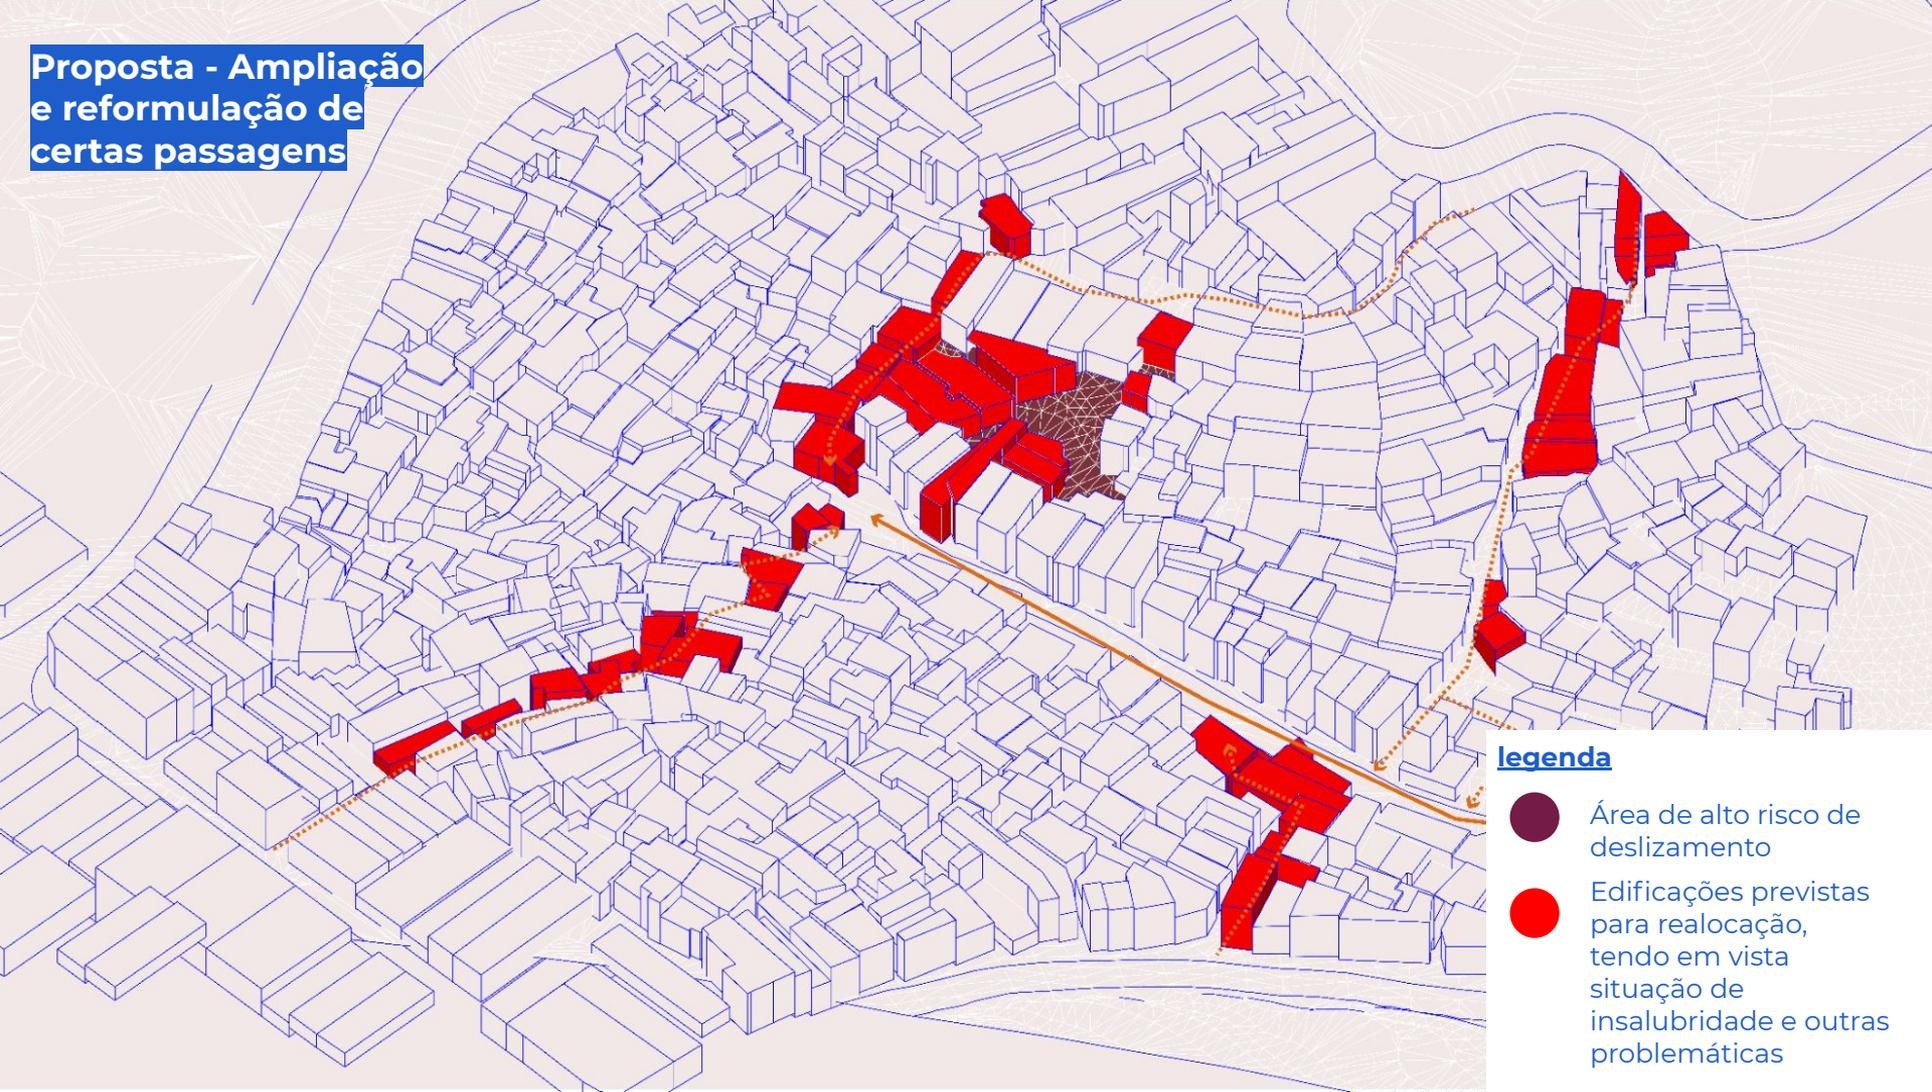 Proposta - Ampliação
e reformulação de
certas passagens
legenda
Área de alto risco de
deslizamento
Edificações previstas
para realocação,
tendo em vista
situação de
insalubridade e outras
problemáticas